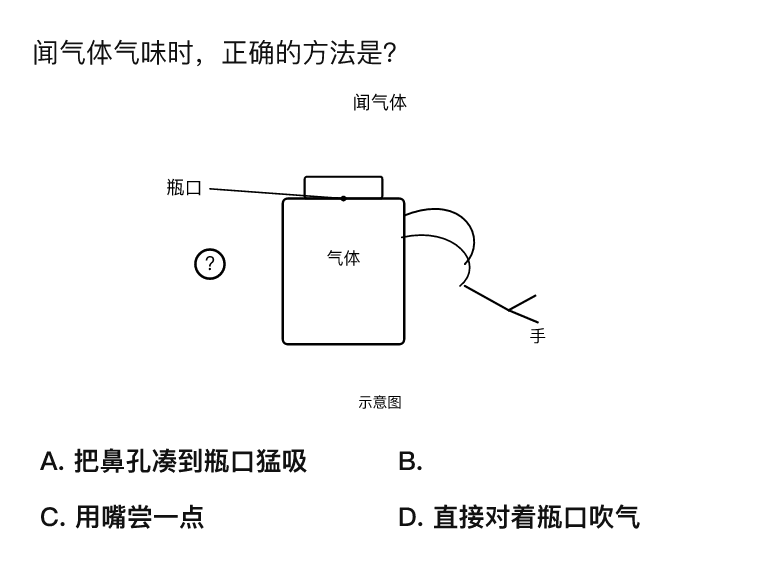 闻气体气味时，正确的方法是?
闻气体
瓶口
气体
?
手
示意图
A. 把鼻孔凑到瓶口猛吸
B.
C. 用嘴尝一点
D. 直接对着瓶口吹气